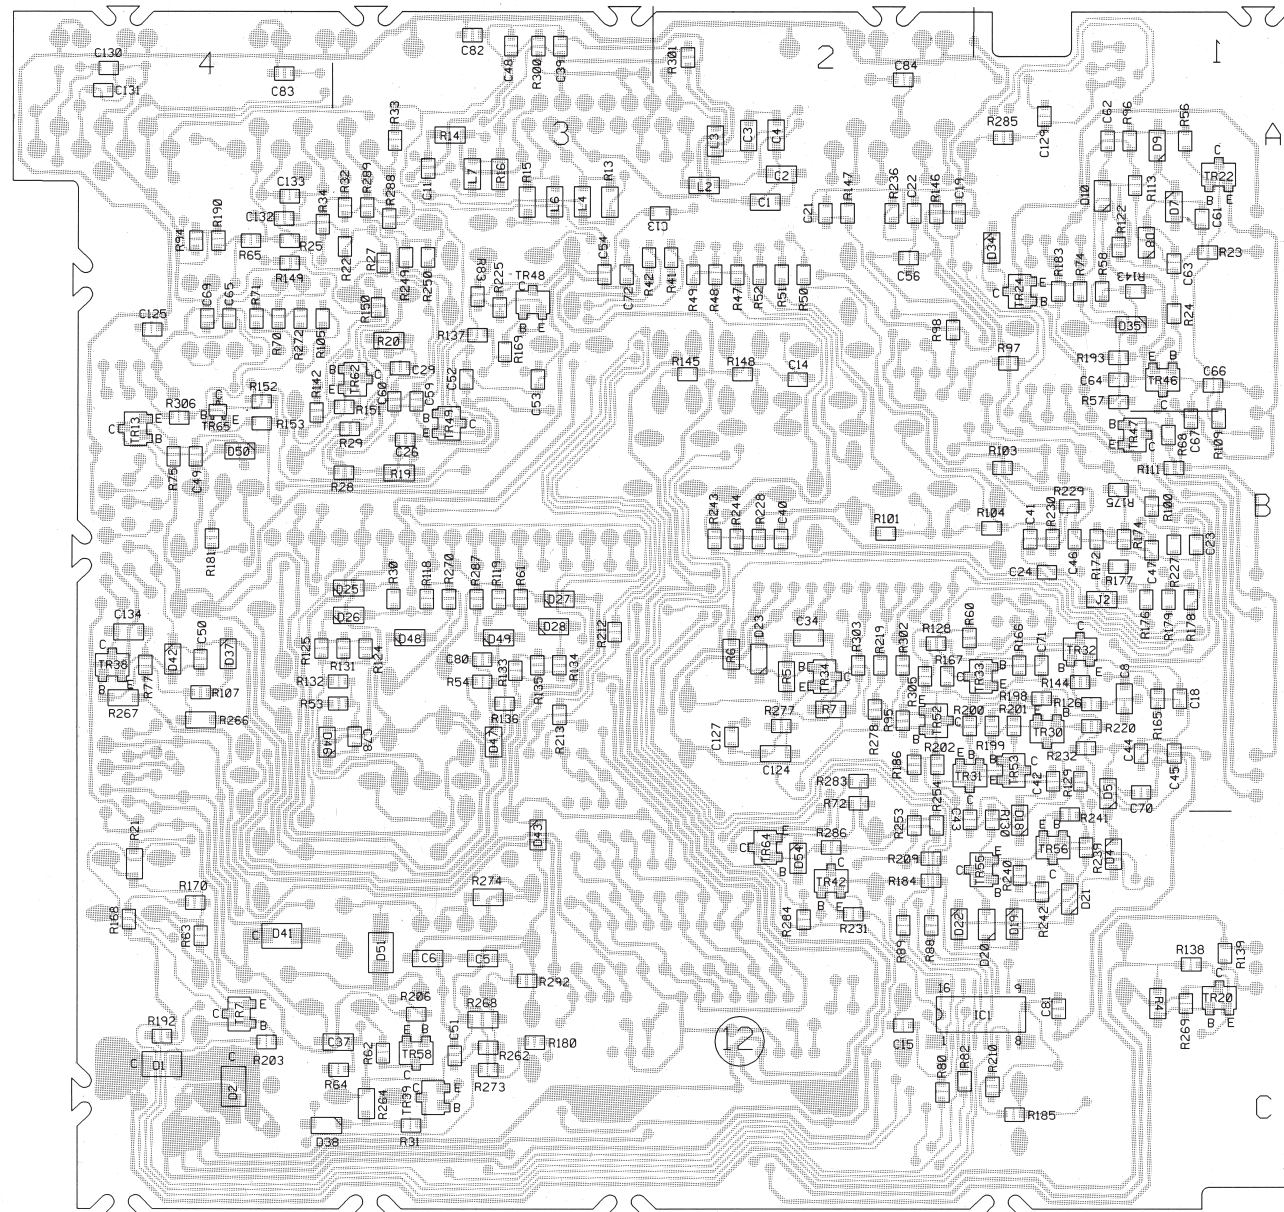 C82
C130
C131
4
C83
C48
R300
C39
R301
2
C84
1
R33
R14
3
L3
C3
C4
R285
C129
C62
R96
D9
R56
A
C133
R32
R289
R288
C11
L7
R16
R15
L6
L4
R13
L2
C2
C1
C13
C21
R147
R236
C22
R146
C19
D10
R113
D7
C
TR22
B
E
C61
R94
R190
C132
R34
R65
R25
R149
R22
R27
R249
R250
R83
R225
TR48
B
E
C54
C72
R42
R41
R49
R48
R47
R52
R51
R50
C56
D34
R122
D8
R23
C63
R183
R74
R58
R143
C
TR24
E
B
R24
D35
C125
C69
C65
R71
R70
R272
R105
R150
R20
R137
R169
R98
R97
R193
C64
R57
E
B
TR46
C
C66
R145
R148
C14
B
TR62
C
E
C29
C52
C53
R306
C
TR13
E
B
B
C
TR65
E
R152
R153
R142
R151
C60
C59
B
TR49
C
E
R29
C26
D50
R75
C49
R28
R19
R103
B
TR47
C
E
R68
C67
R109
R111
R175
R229
R100
B
R181
R243
R244
R228
C40
R101
R104
C41
R230
C46
R172
R174
C47
R227
C23
C24
R177
J2
R176
R179
R178
D25
D26
R30
R118
R270
R287
R119
R61
D27
D28
R212
C134
C
TR38
B
E
R77
D42
C50
D37
R107
R267
R266
R125
R131
R124
R132
R53
D46
C78
D48
D49
C80
R54
R133
R135
R134
R136
D47
R213
D23
R6
C34
R5
B
TR34
C
E
R7
R303
R219
R302
R128
R60
R305
R167
B
TR33
C
E
R166
C71
C
TR32
B
E
R144
R126
C8
R165
C18
C127
R277
C124
R278
R95
B
TR52
C
E
R200
R198
R201
R199
E
B
TR30
C
R220
R232
C44
C45
R186
R202
R254
E
B
TR31
C
B
TR53
C
E
C42
R129
D5
C70
R283
R72
R253
C43
R130
D18
R241
R21
D43
C
TR64
E
B
D54
R286
C
TR42
B
E
R209
R184
C
TR55
E
B
R240
E
B
TR56
C
R239
D4
R242
D21
R170
R168
R63
C
D41
R274
D51
C6
C5
R292
R284
R231
R89
R88
D22
D20
D19
R138
R139
C
TR7
E
B
R206
R268
C51
16
9
IC1
1
8
C81
R4
R269
C
TR20
B
E
R192
C
D1
C
D2
R203
C37
R64
R62
B
E
TR58
C
R262
R273
R180
12
C15
R80
R82
R210
R264
TR39
C
E
B
D38
R31
R185
C